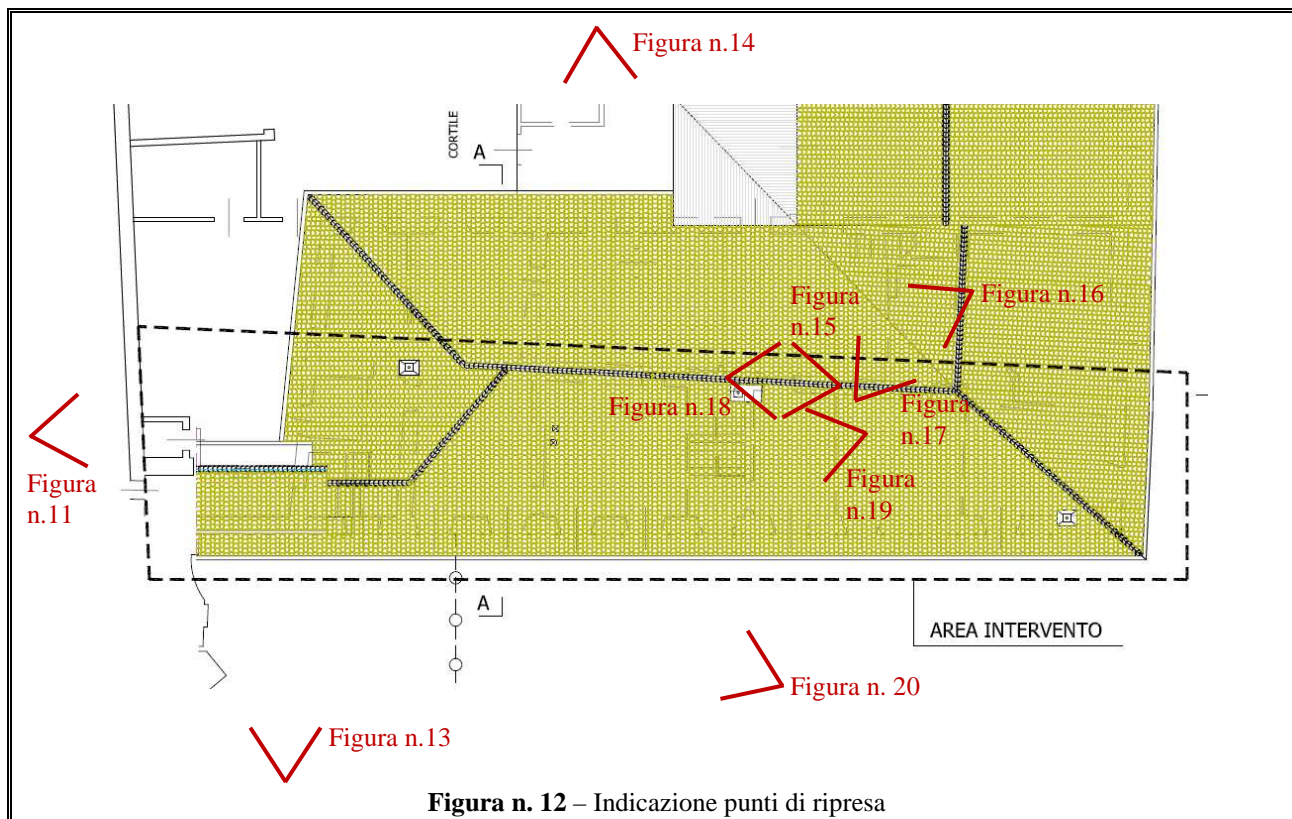 Figura n.14
CORTILE
A
Figura
n.15
Figura n.16
Figura n.18
Figura
n.17
Figura
n.11
Figura
n.19
A
AREA INTERVENTO
Figura n. 20
Figura n.13
Figura n. 12 – Indicazione punti di ripresa